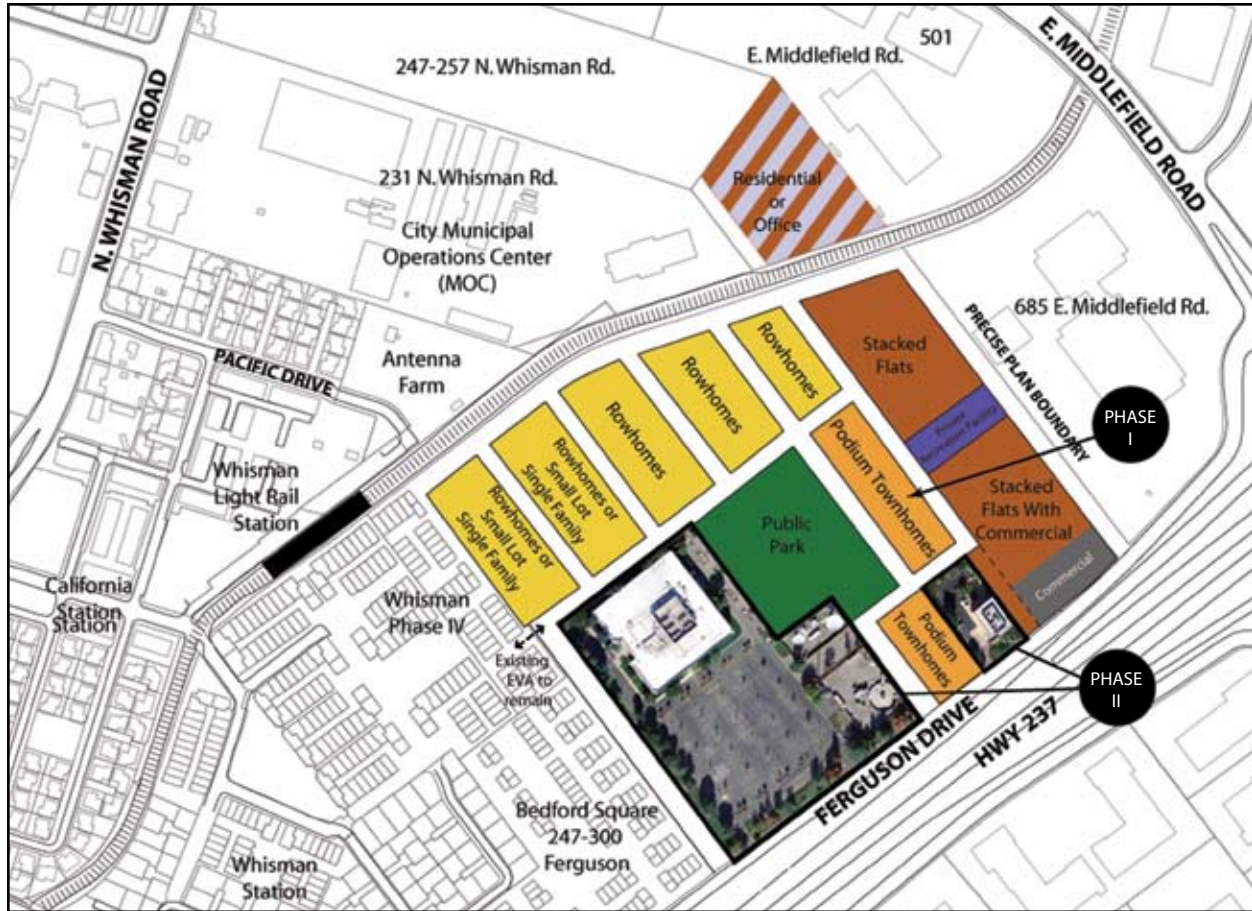 501
E. Middlefield Rd.
247-257 N. Whisman Rd.
E. MIDDLEFIELD ROAD
N. WHISMAN ROAD
231 N. Whisman Rd.
City Municipal
Operations Center
(MOC)
Residential
or
Office
685 E. Middlefield Rd.
PRECISE PLAN BOUNDARY
PACIFIC DRIVE
Antenna
Farm
Rowhomes
Rowhomes
Rowhomes
Rowhomes or
Small Lot
Single Family
Rowhomes or
Small Lot
Single Family
Stacked
Flats
Private
Recreation Facility
Stacked
Flats With
Commercial
Commercial
Podium Townhomes
Public
Park
Podium
Townhomes
PHASE
I
PHASE
II
Whisman
Light Rail
Station
California
Station
Station
Whisman
Phase IV
Existing
EVA to
remain
Bedford Square
247-300
Ferguson
Whisman
Station
FERGUSON DRIVE
HWY 237